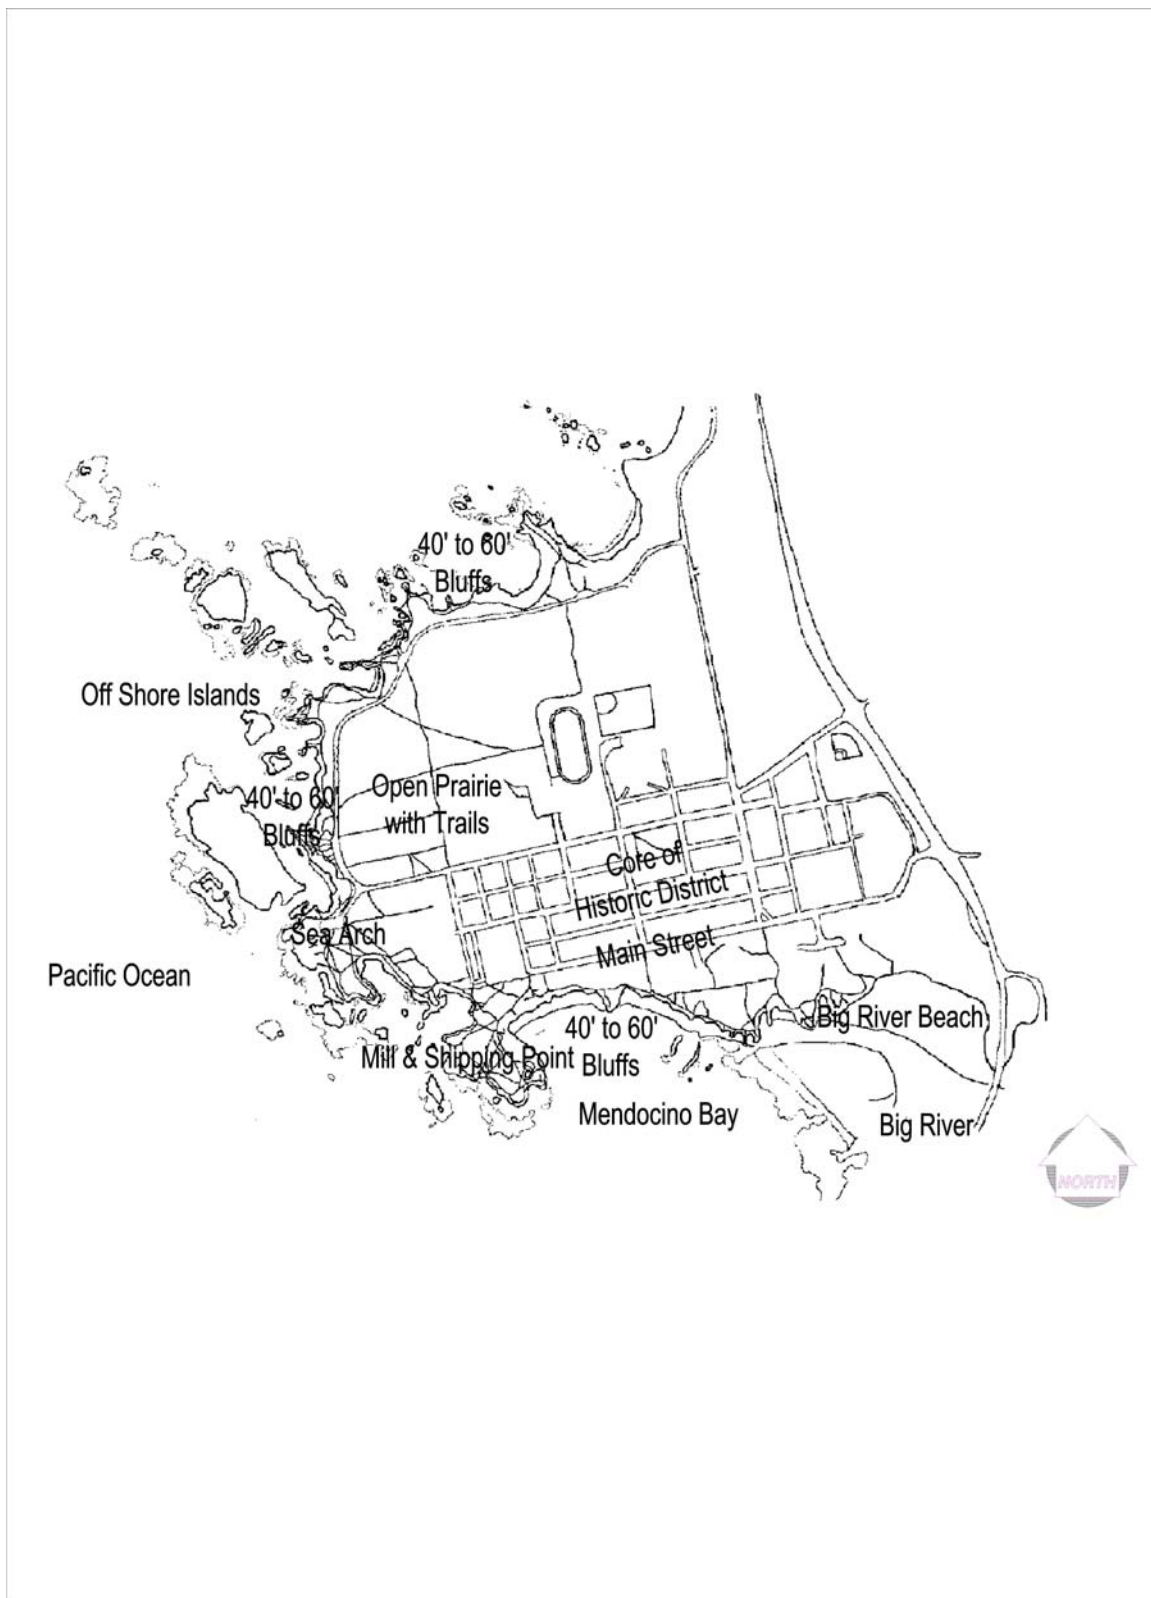 40' to 60'
Bluffs
Off Shore Islands
40' to 60'
Bluffs
Open Prairie
with Trails
Core of
Historic District
Main Street
Sea Arch
Pacific Ocean
Big River Beach
40' to 60'
Bluffs
Mill & Shipping Point
Mendocino Bay
Big River
NORTH